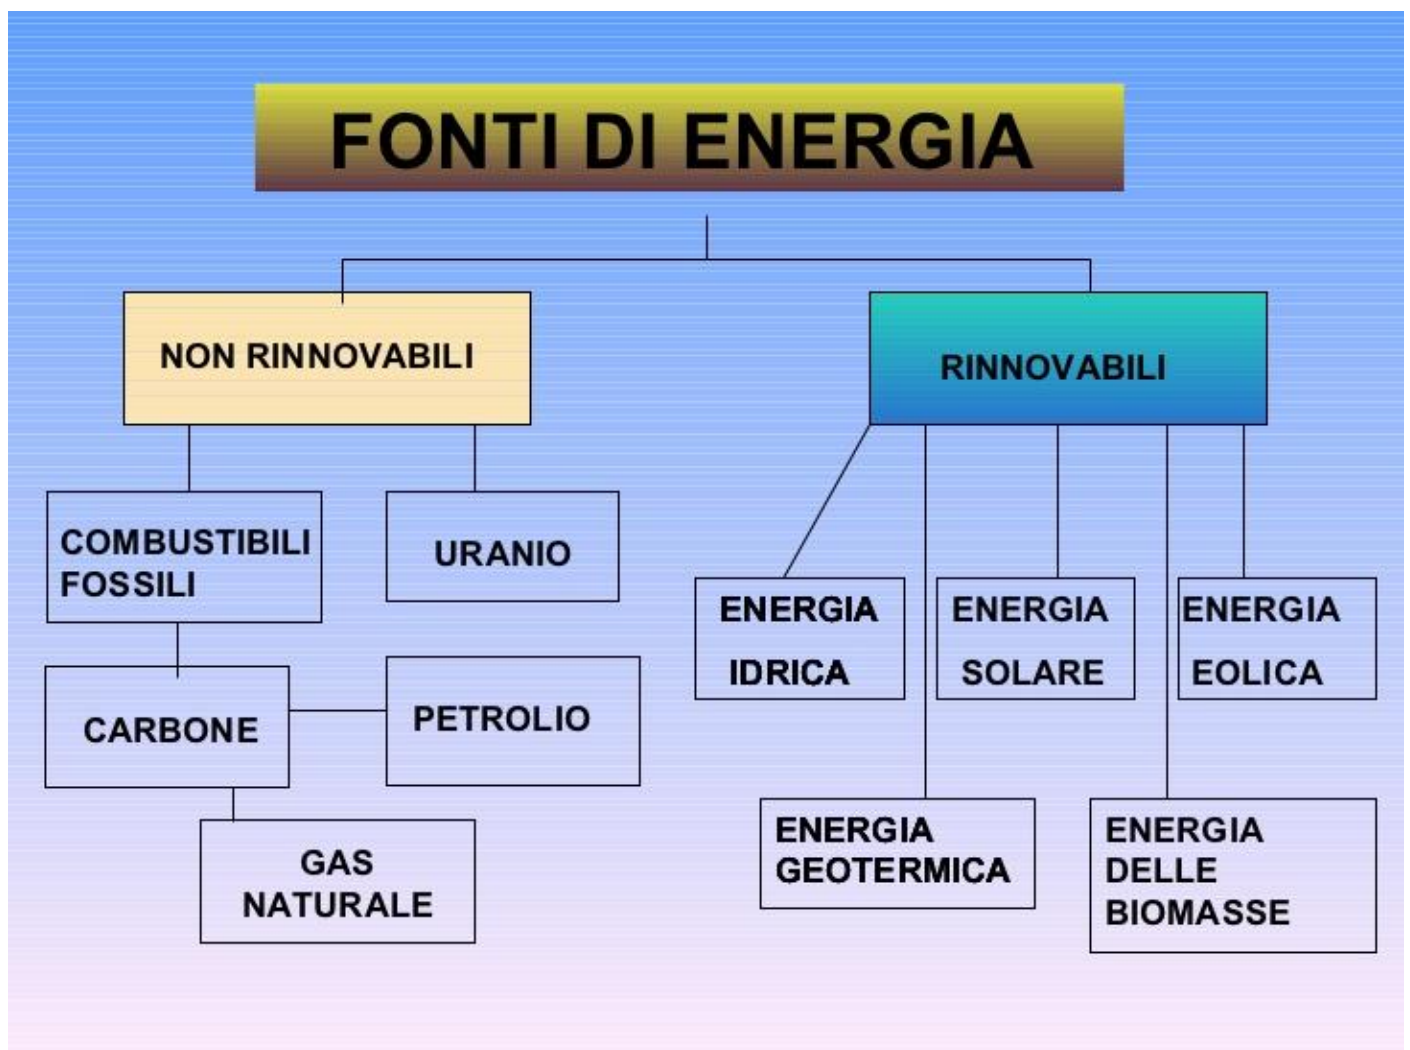 FONTI DI ENERGIA
NON RINNOVABILI
RINNOVABILI
COMBUSTIBILI
FOSSILI
URANIO
CARBONE
PETROLIO
GAS
NATURALE
ENERGIA
IDRICA
ENERGIA
SOLARE
ENERGIA
EOLICA
ENERGIA
GEOTERMICA
ENERGIA
DELLE
BIOMASSE